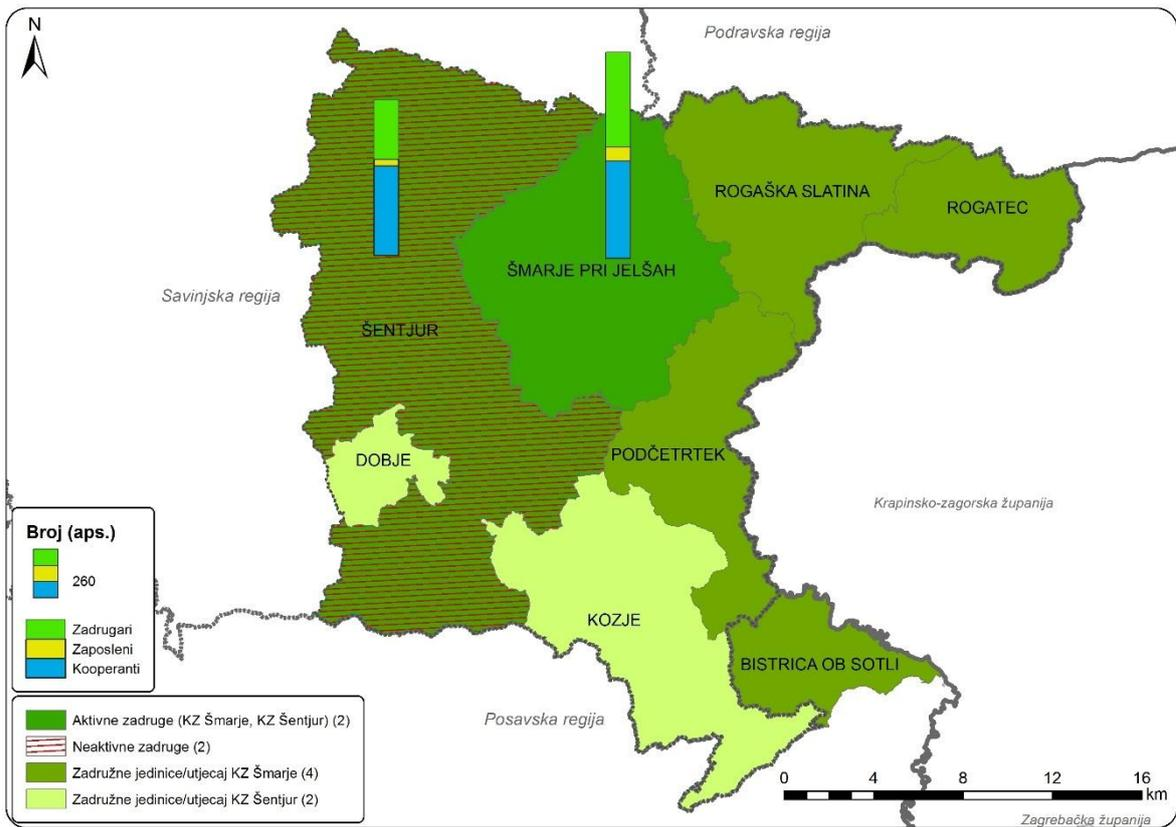 N
Podravska regija
ROGAŠKA SLATINA
ROGATEC
ŠMARJE PRI JELŠAH
Savinjska regija
ŠENTJUR
DOBJE
PODČETRTEK
Krapinsko-zagorska županija
KOZJE
BISTRICA OB SOTLI
Posavska regija
Broj (aps.)
260
Zadrugari
Zaposleni
Kooperanti
Aktivne zadruge (KZ Šmarje, KZ Šentjur) (2)
Neaktivne zadruge (2)
Zadružne jedinice/utjecaj KZ Šmarje (4)
Zadružne jedinice/utjecaj KZ Šentjur (2)
0 4 8 12 16
km
Zagrebačka županija